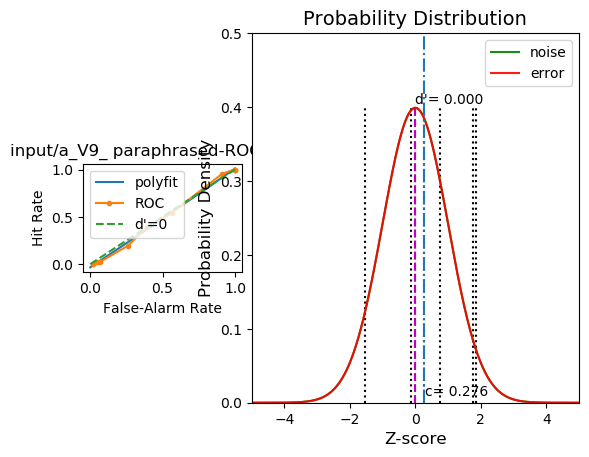 Probability Distribution
input/a_V9_ paraphrased-ROC
1.0
0.5
0.0
Hit Rate
polyfit
ROC
d'=0
0.0
0.5
1.0
False-Alarm Rate
0.5
0.4
0.3
0.2
0.1
0.0
Probability Density
noise
error
d'= 0.000
c= 0.276
−4
−2
0
2
4
Z-score